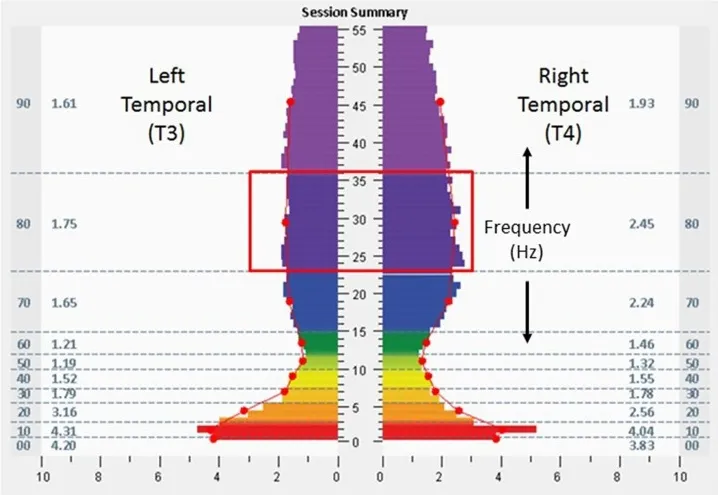 Session Summary
Left
Temporal
(T3)
Right
Temporal
(T4)
Frequency
(Hz)
55
50
45
40
35
30
25
20
15
10
5
0
90 1.61 1.93 90
80 1.75 2.45 80
70 1.65 2.24 70
60 1.21 1.46 60
50 1.19 1.32 50
40 1.52 1.55 40
30 1.79 1.78 30
20 3.16 2.56 20
10 4.31 4.04 10
00 4.20 3.83 00
10 8 6 4 2 0 0 2 4 6 8 10